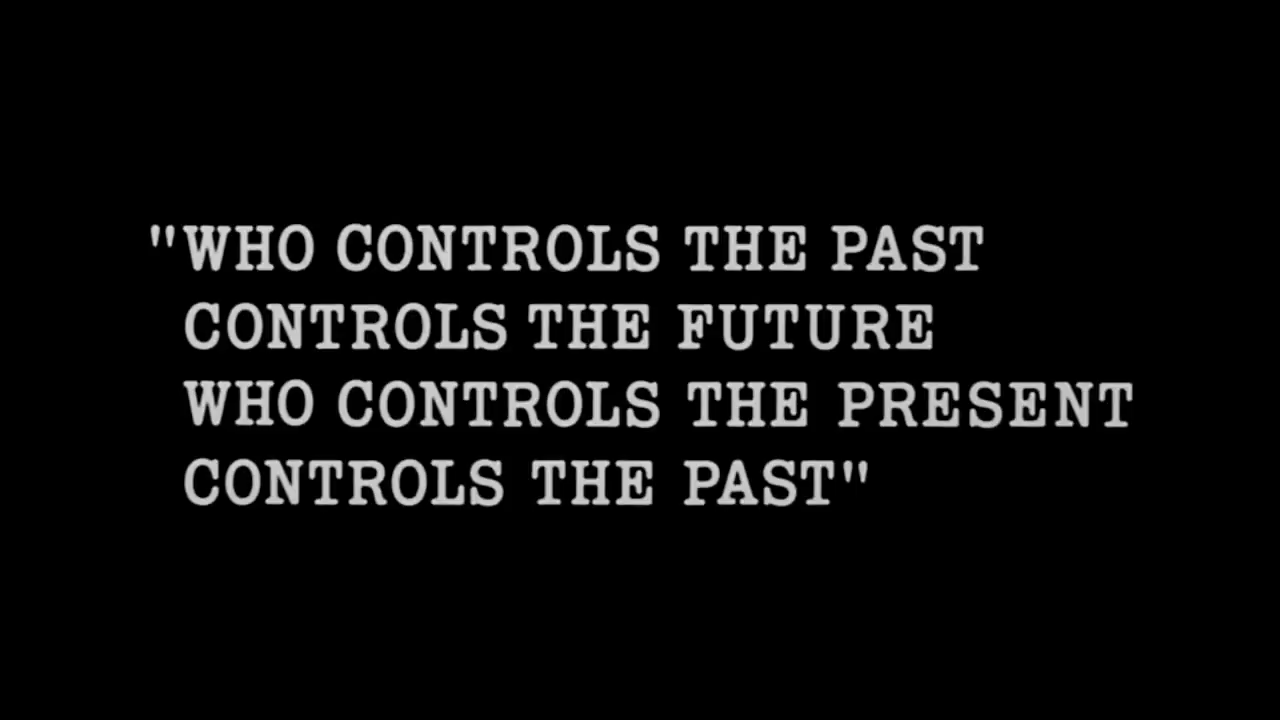 "WHO CONTROLS THE PAST
CONTROLS THE FUTURE
WHO CONTROLS THE PRESENT
CONTROLS THE PAST"